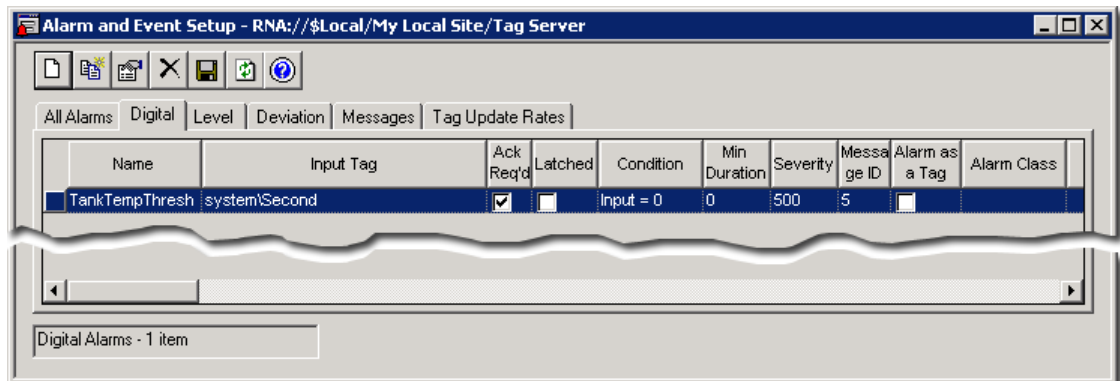 Alarm and Event Setup - RNA://$Local/My Local Site/Tag Server
All Alarms Digital Level Deviation Messages Tag Update Rates
Name Input Tag Ack Req'd Latched Condition Min Duration Severity Messa ge ID Alarm as a Tag Alarm Class
TankTempThresh system\Second Input = 0 0 500 5
Digital Alarms - 1 item